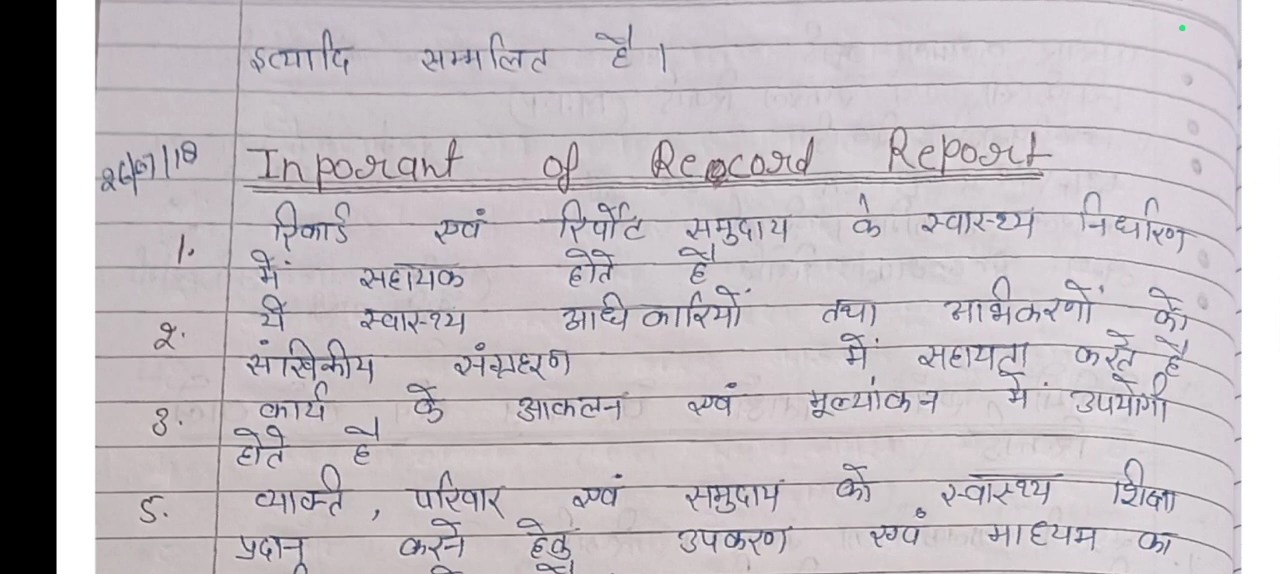 इत्यादि सम्मलित है।
26/07/18 Inporant of Record Report
1. रिकार्ड एवं रिर्पोट समुदाय के स्वास्थ्य निर्धारण
में सहायक होते है।
2. ये स्वास्थ्य अधिकारियों तथा अभिकरणों को
संख्यिकीय संग्रहण में सहायता करते है
3. कार्य के आकलन एवं मूल्यांकन में उपयोगी
होते है
5. व्यक्ति, परिवार एवं समुदाय को स्वास्थ्य शिक्षा
प्रदान करने हेतु उपकरण एवं माध्यम का